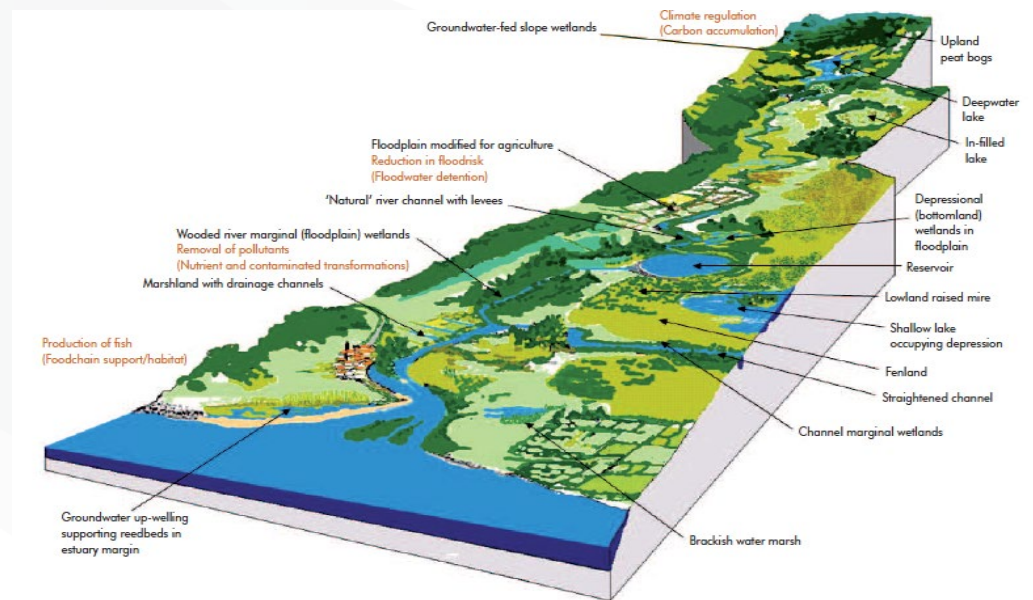 Climate regulation
(Carbon accumulation)
Groundwater-fed slope wetlands
Upland
peat bogs
Deepwater
lake
In-filled
lake
Floodplain modified for agriculture
Reduction in floodrisk
(Floodwater detention)
'Natural' river channel with levees
Depressional
(bottomland)
wetlands in
floodplain
Wooded river marginal (floodplain) wetlands
Removal of pollutants
(Nutrient and contaminated transformations)
Marshland with drainage channels
Reservoir
Lowland raised mire
Shallow lake
occupying depression
Production of fish
(Foodchain support/habitat)
Fenland
Straightened channel
Channel marginal wetlands
Groundwater up-welling
supporting reedbeds in
estuary margin
Brackish water marsh